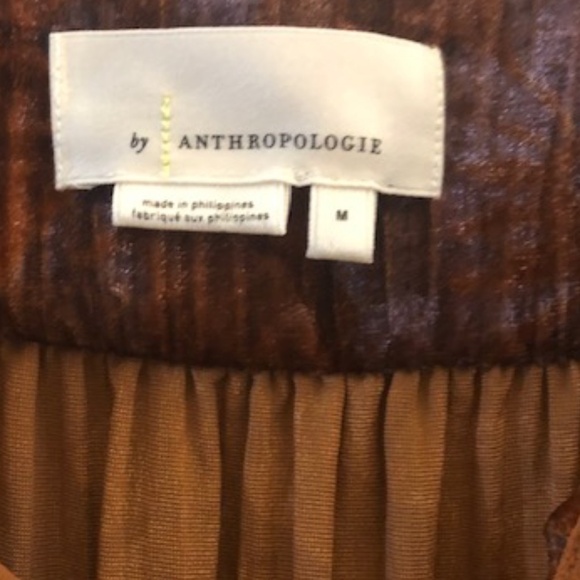 by ANTHROPOLOGIE
made in philippines
fabriqué aux philippines
M